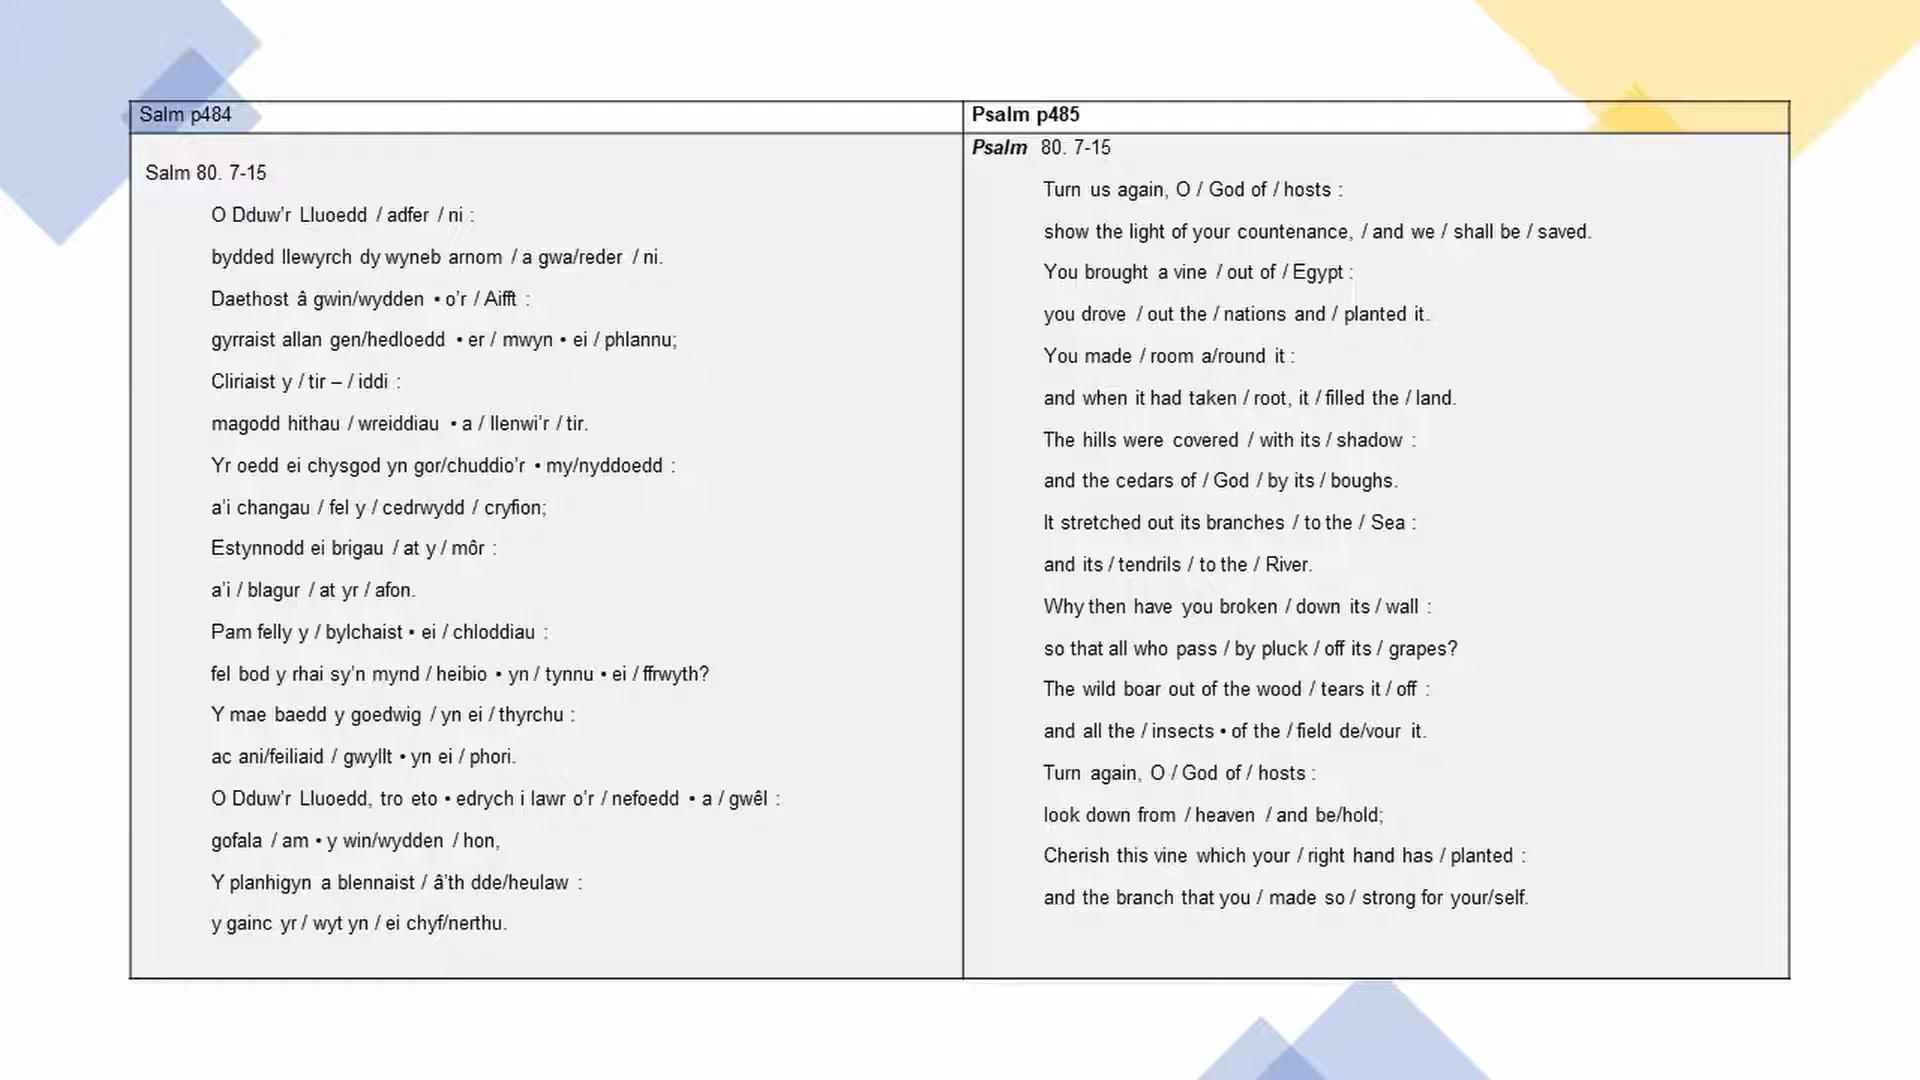 Salm p484
Salm 80. 7-15
O Dduw'r Lluoedd / adfer / ni :
bydded llewyrch dy wyneb arnom / a gwa/reder / ni.
Daethost â gwin/wydden • o'r / Aifft :
gyrraist allan gen/hedloedd • er / mwyn • ei / phlannu;
Cliriaist y / tir – / iddi :
magodd hithau / wreiddiau • a / llenwi'r / tir.
Yr oedd ei chysgod yn gor/chuddio'r • my/nyddoedd :
a'i changau / fel y / cedrwydd / cryfion;
Estynnodd ei brigau / at y / môr :
a'i / blagur / at yr / afon.
Pam felly y / bylchaist • ei / chloddiau :
fel bod y rhai sy'n mynd / heibio • yn / tynnu • ei / ffrwyth?
Y mae baedd y goedwig / yn ei / thyrchu :
ac ani/feiliaid / gwyllt • yn ei / phori.
O Dduw'r Lluoedd, tro eto • edrych i lawr o'r / nefoedd • a / gwêl :
gofala / am • y win/wydden / hon,
Y planhigyn a blennaist / â'th dde/heulaw :
y gainc yr / wyt yn / ei chyf/nerthu.
Psalm p485
Psalm 80. 7-15
Turn us again, O / God of / hosts :
show the light of your countenance, / and we / shall be / saved.
You brought a vine / out of / Egypt :
you drove / out the / nations and / planted it.
You made / room a/round it :
and when it had taken / root, it / filled the / land.
The hills were covered / with its / shadow :
and the cedars of / God / by its / boughs.
It stretched out its branches / to the / Sea :
and its / tendrils / to the / River.
Why then have you broken / down its / wall :
so that all who pass / by pluck / off its / grapes?
The wild boar out of the wood / tears it / off :
and all the / insects • of the / field de/vour it.
Turn again, O / God of / hosts :
look down from / heaven / and be/hold;
Cherish this vine which your / right hand has / planted :
and the branch that you / made so / strong for your/self.